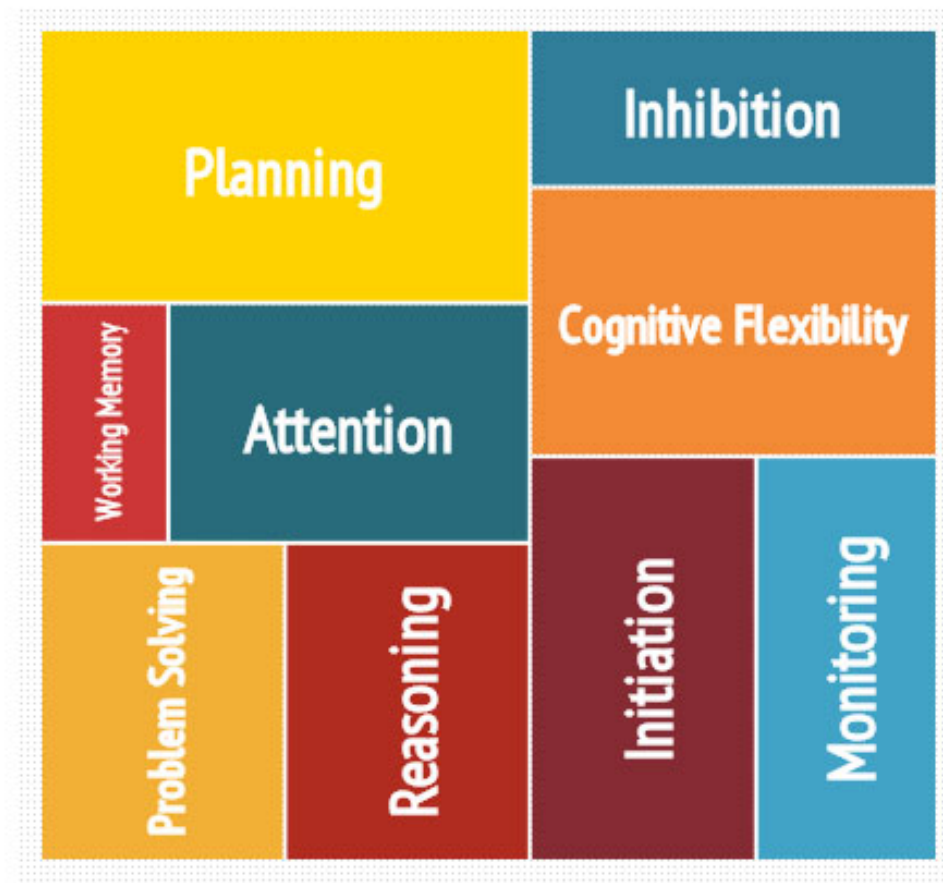 Planning
Inhibition
Cognitive Flexibility
Working Memory
Attention
Problem Solving
Reasoning
Initiation
Monitoring